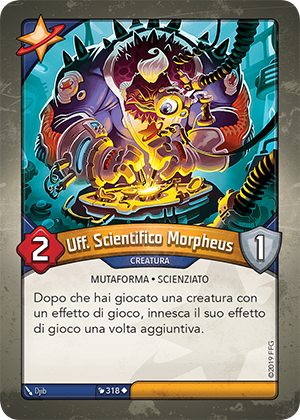 Uff. Scientifico Morpheus
2
1
CREATURA
MUTAFORMA • SCIENZIATO
Dopo che hai giocato una creatura con
un effetto di gioco, innesca il suo effetto
di gioco una volta aggiuntiva.
©2019 FFG
Djib
318